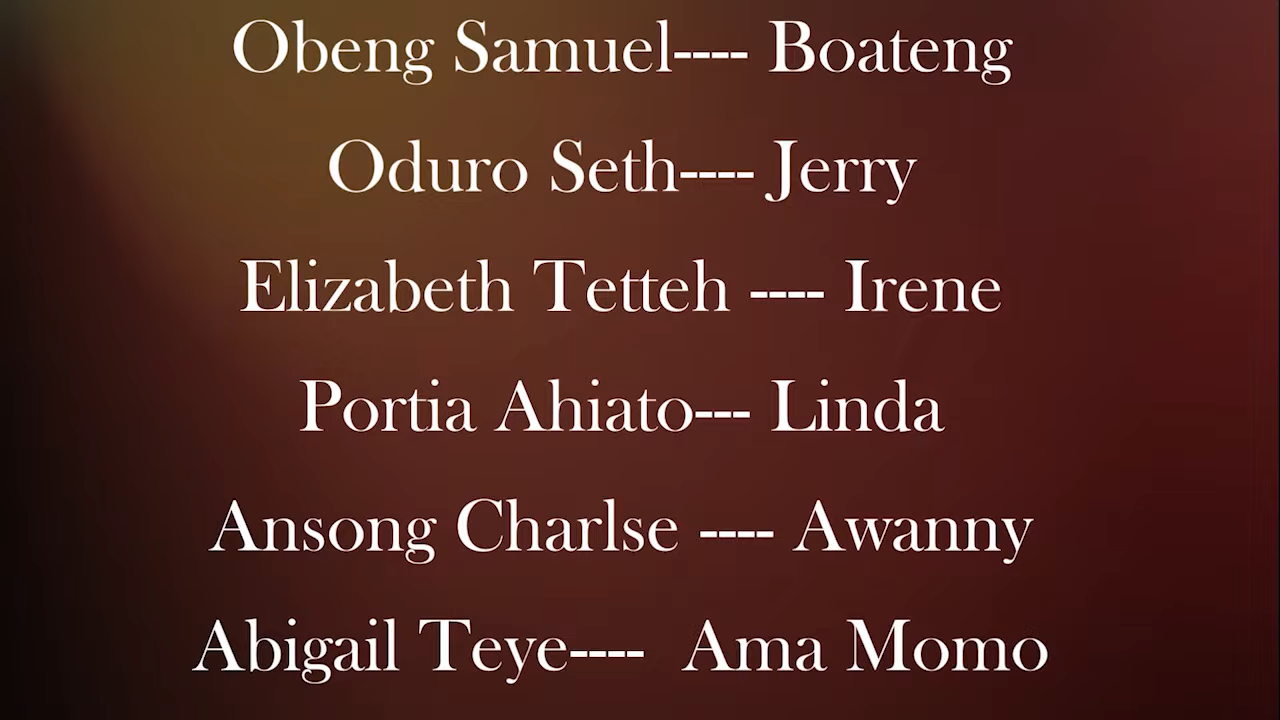 Obeng Samuel---- Boateng
Oduro Seth---- Jerry
Elizabeth Tetteh ---- Irene
Portia Ahiato--- Linda
Ansong Charlse ---- Awanny
Abigail Teye----  Ama Momo